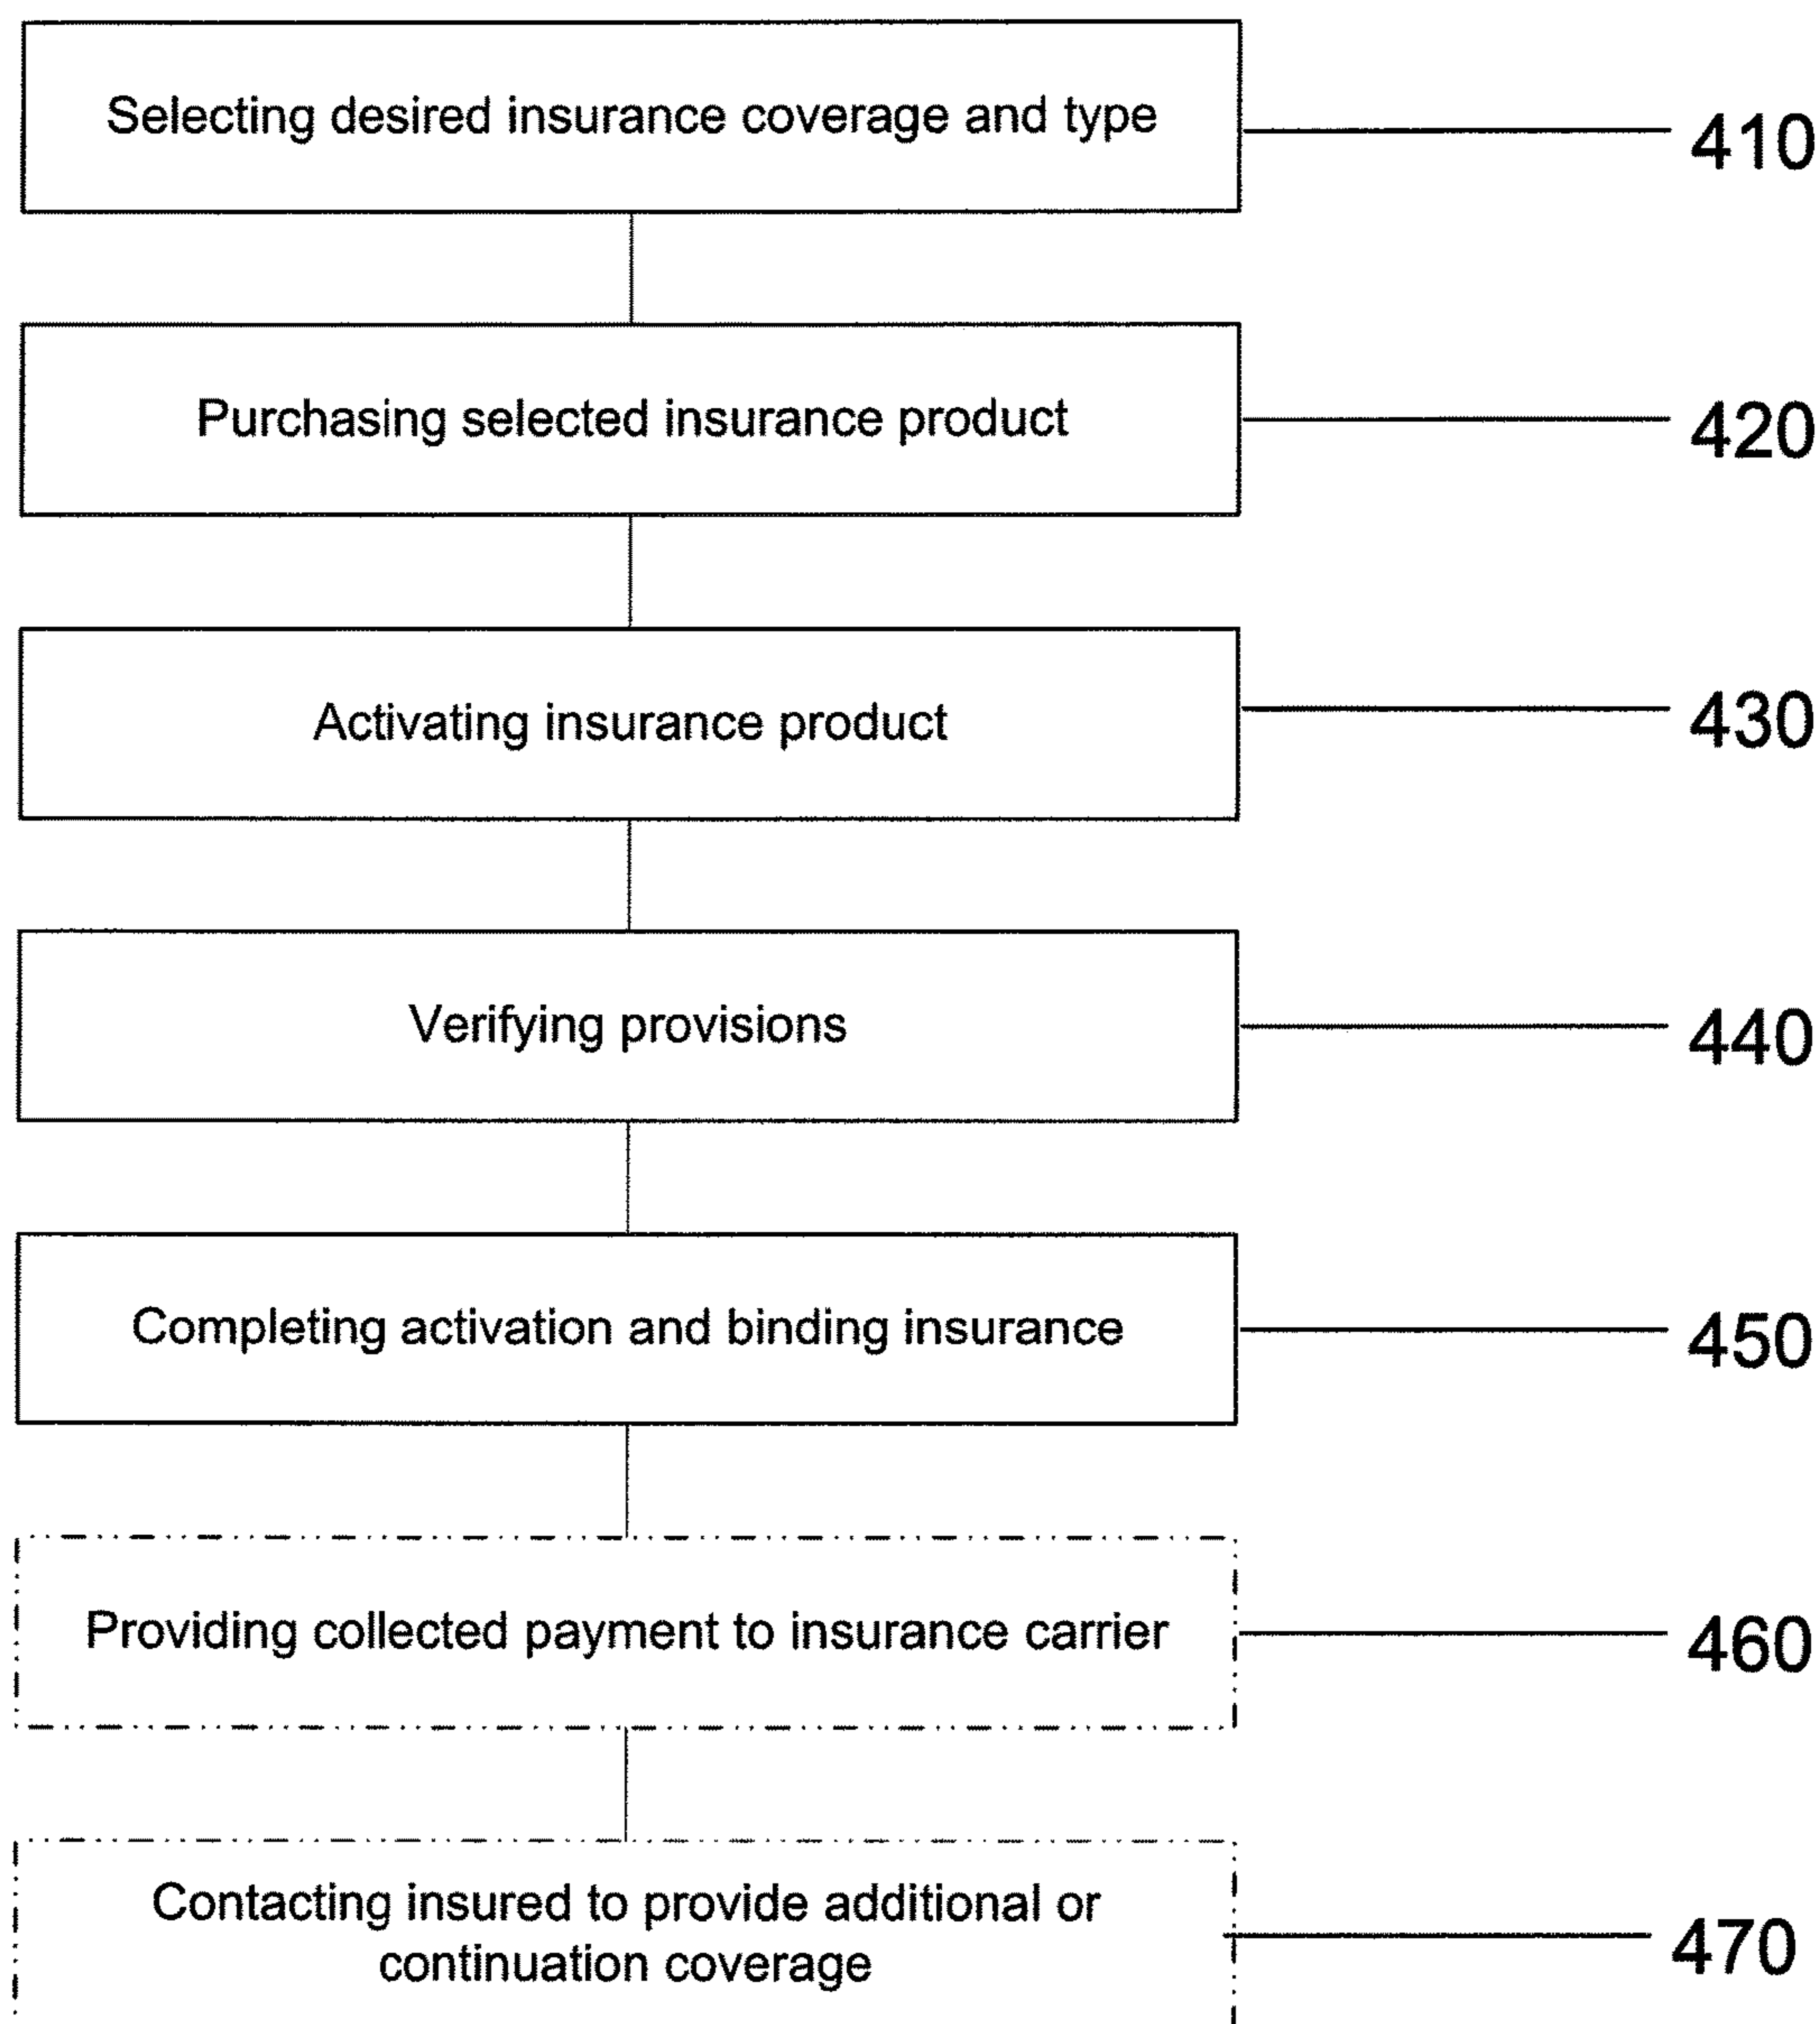 Selecting desired insurance coverage and type
410
Purchasing selected insurance product
420
Activating insurance product
430
Verifying provisions
440
Completing activation and binding insurance
450
Providing collected payment to insurance carrier
460
Contacting insured to provide additional or
continuation coverage
470